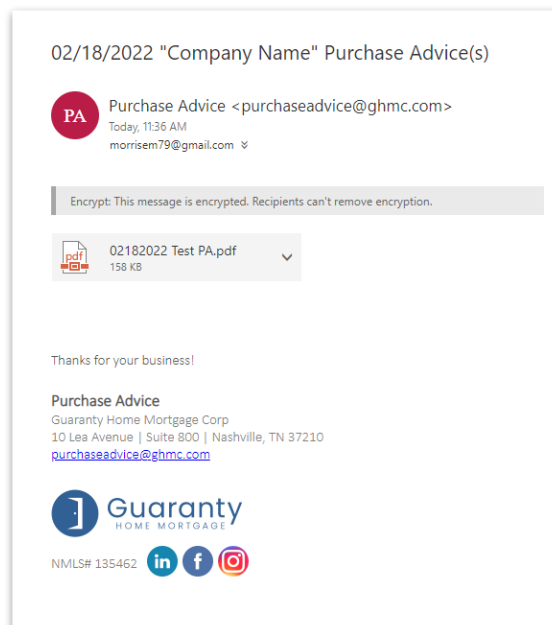 02/18/2022 "Company Name" Purchase Advice(s)
PA
Purchase Advice <purchaseadvice@ghmc.com>
Today, 11:36 AM
morrisem79@gmail.com
Encrypt: This message is encrypted. Recipients can't remove encryption.
pdf
02182022 Test PA.pdf
158 KB
Thanks for your business!
Purchase Advice
Guaranty Home Mortgage Corp
10 Lea Avenue | Suite 800 | Nashville, TN 37210
purchaseadvice@ghmc.com
Guaranty
HOME MORTGAGE
NMLS# 135462 in f